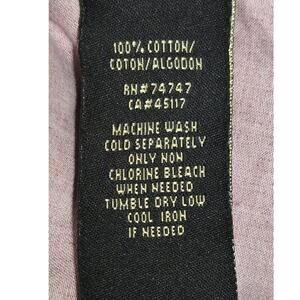 100% COTTON/
COTON/ALGODON
RN#74747
CA#45117
MACHINE WASH
COLD SEPARATELY
ONLY NON
CHLORINE BLEACH
WHEN NEEDED
TUMBLE DRY LOW
COOL IRON
IF NEEDED